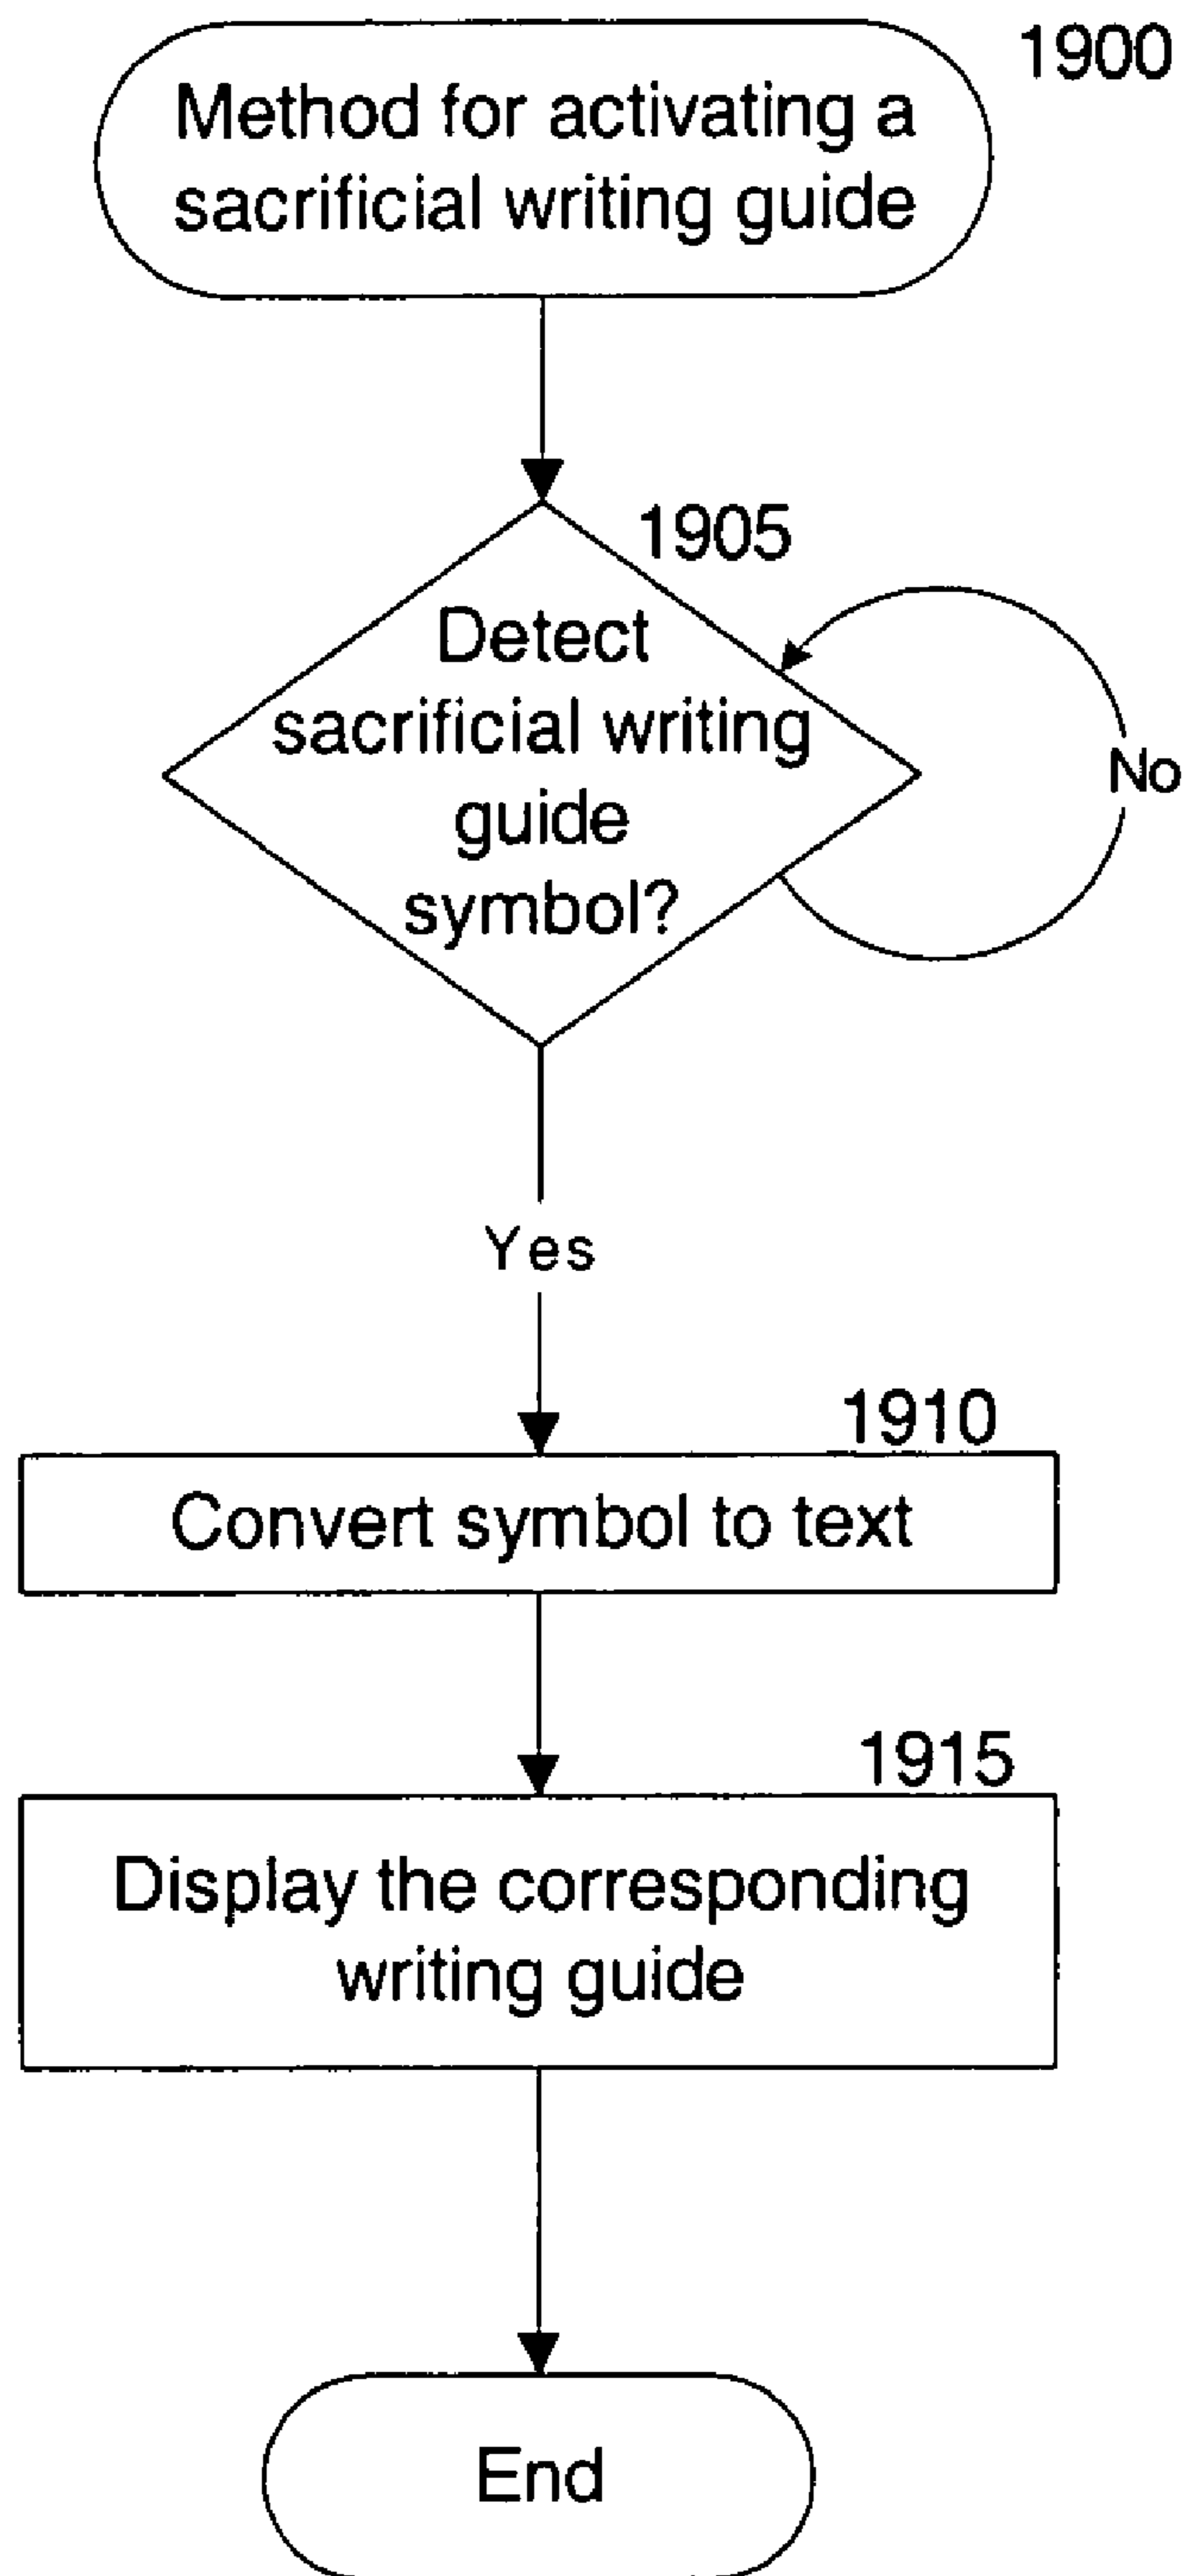 1900
Method for activating a
sacrificial writing guide
1905
Detect
sacrificial writing
guide
symbol?
No
Yes
1910
Convert symbol to text
1915
Display the corresponding
writing guide
End